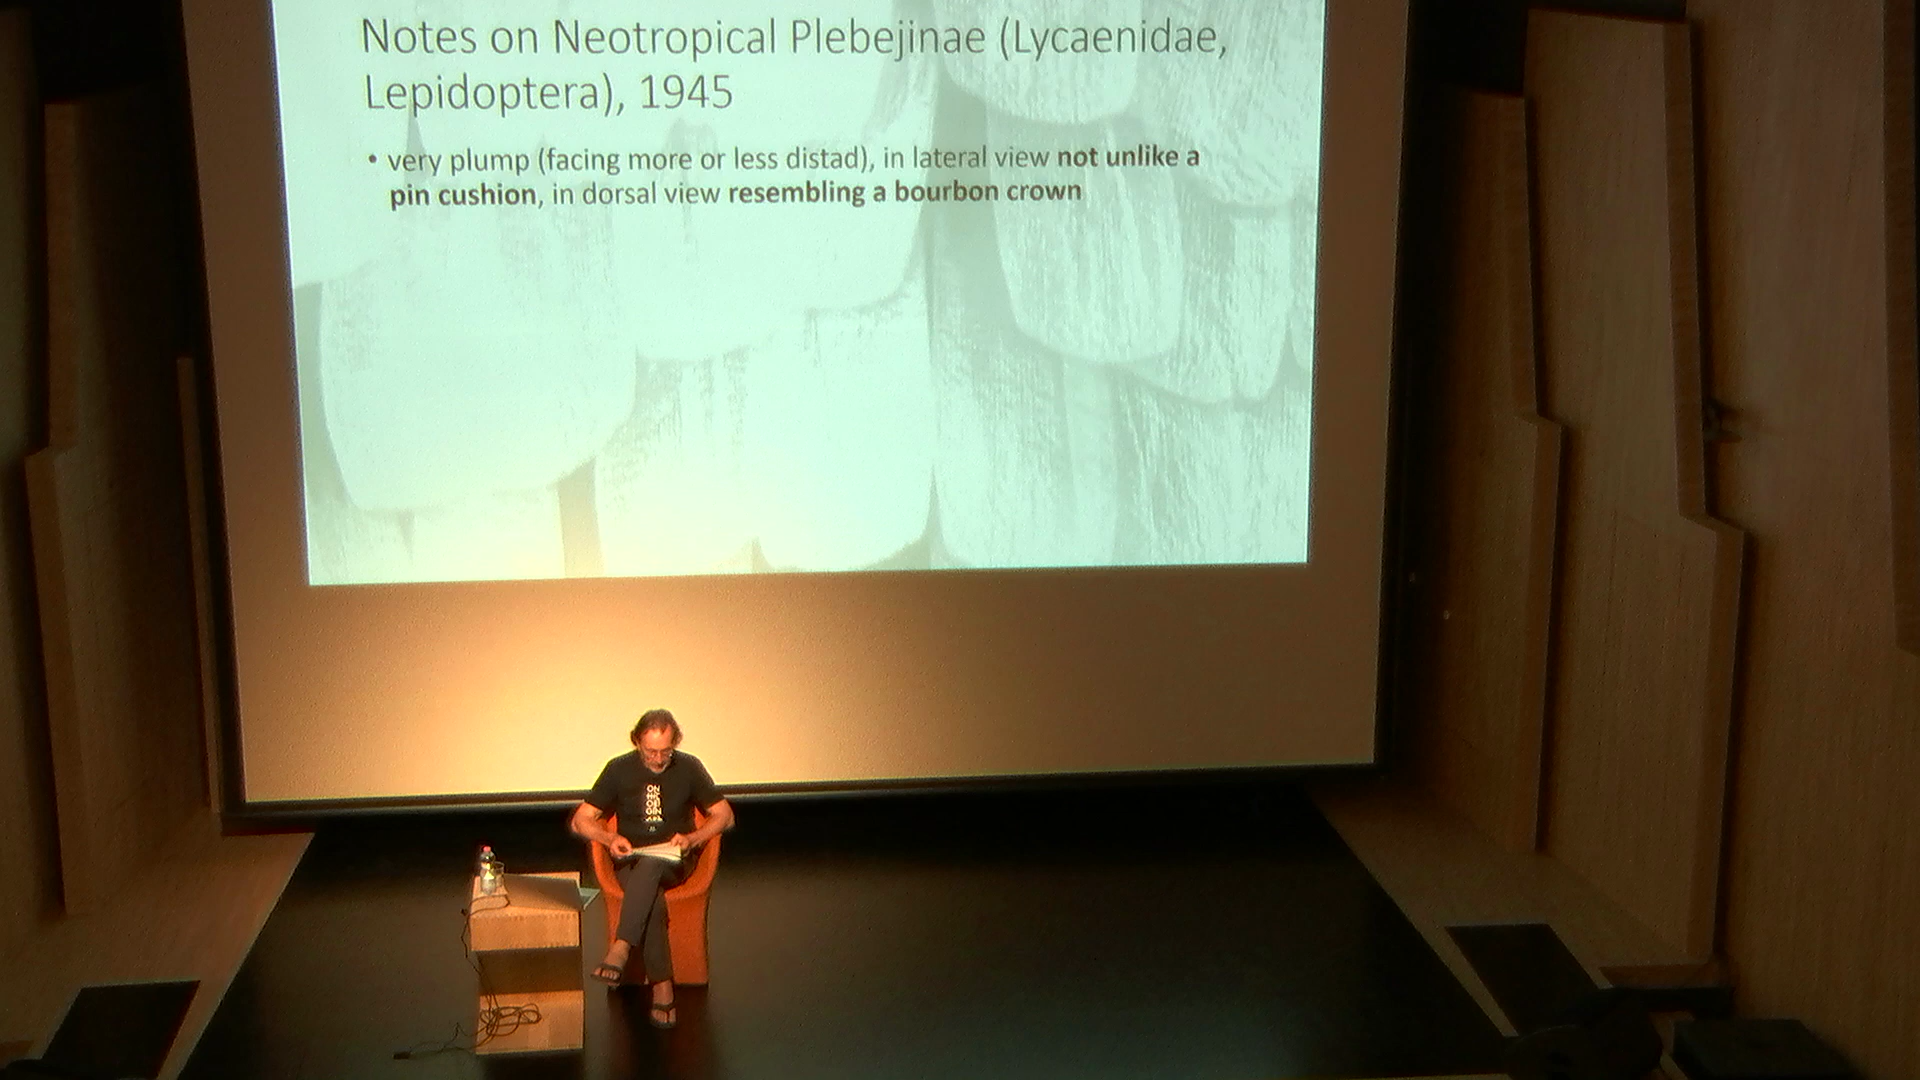 Notes on Neotropical Plebejinae (Lycaenidae,
Lepidoptera), 1945
• very plump (facing more or less distad), in lateral view not unlike a
pin cushion, in dorsal view resembling a bourbon crown
ON